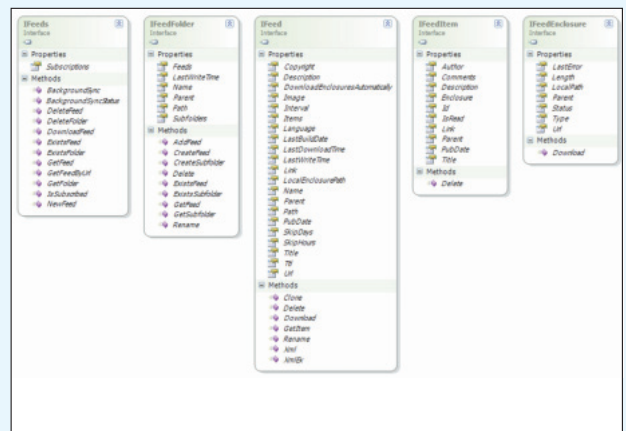 IFeeds
Interface
Properties
Subscriptions
Methods
BackgroundSync
BackgroundSyncStatus
DeleteFeed
DeleteFolder
DownloadFeed
ExistsFeed
ExistsFolder
GetFeed
GetFeedByUrl
GetFolder
IsSubscribed
NewFeed
IFeedFolder
Interface
Properties
Feeds
LastWriteTime
Name
Parent
Path
Subfolders
Methods
AddFeed
CreateFeed
CreateSubfolder
Delete
ExistsFeed
ExistsSubfolder
GetFeed
GetSubfolder
Rename
IFeed
Interface
Properties
Copyright
Description
DownloadEnclosuresAutomatically
Image
Interval
Items
Language
LastBuildDate
LastDownloadTime
LastWriteTime
Link
LocalEnclosurePath
Name
Parent
Path
PubDate
SkipDays
SkipHours
Title
Ttl
Url
Methods
Clone
Delete
Download
GetItem
Rename
Xml
XmlEx
IFeedItem
Interface
Properties
Author
Comments
Description
Enclosure
Id
IsRead
Link
Parent
PubDate
Title
Methods
Delete
IFeedEnclosure
Interface
Properties
LastError
Length
LocalPath
Parent
Status
Type
Url
Methods
Download